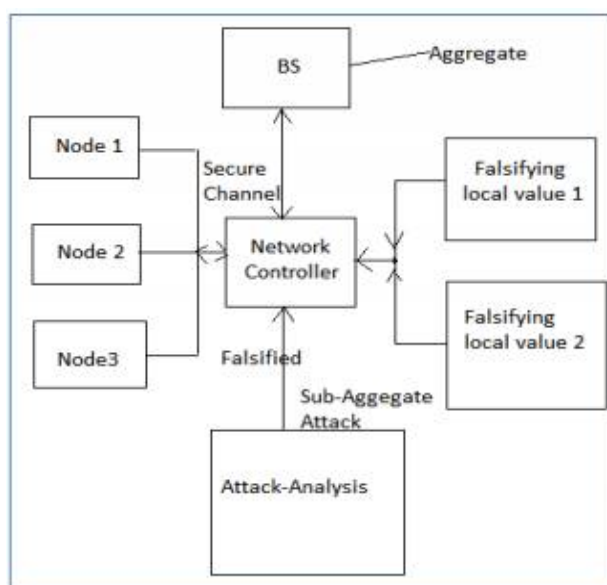 BS
Aggregate
Node 1
Secure
Channel
Falsifying
local value 1
Node 2
Network
Controller
Node3
Falsifying
local value 2
Falsified
Sub-Aggegate
Attack
Attack-Analysis